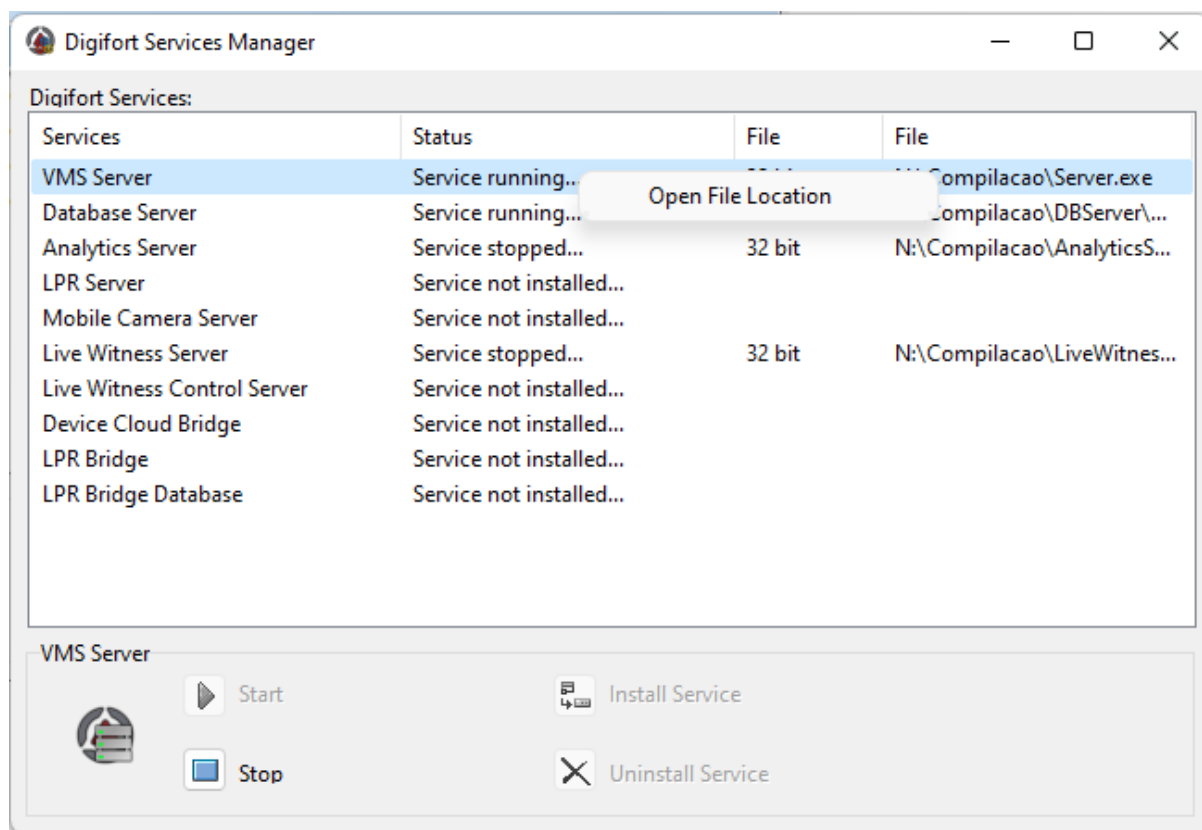 Digifort Services Manager
Digifort Services:
Services Status File File
VMS Server Service running... Compilacao\Server.exe
Open File Location
Database Server Service running... Compilacao\DBServer\...
Analytics Server Service stopped... 32 bit N:\Compilacao\AnalyticsS...
LPR Server Service not installed...
Mobile Camera Server Service not installed...
Live Witness Server Service stopped... 32 bit N:\Compilacao\LiveWitnes...
Live Witness Control Server Service not installed...
Device Cloud Bridge Service not installed...
LPR Bridge Service not installed...
LPR Bridge Database Service not installed...
VMS Server
Start Install Service
Stop Uninstall Service